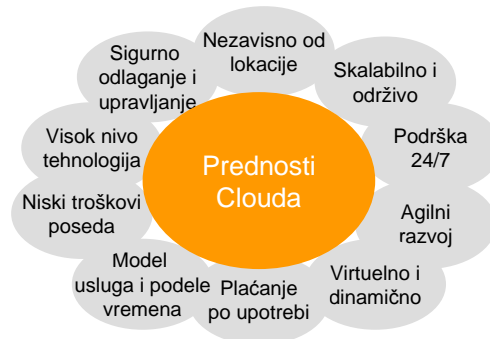 Prednosti
Clouda
Nezavisno od
lokacije
Skalabilno i
održivo
Podrška
24/7
Agilni
razvoj
Virtuelno i
dinamično
Plaćanje
po upotrebi
Model
usluga i podele
vremena
Niski troškovi
poseda
Visok nivo
tehnologija
Sigurno
odlaganje i
upravljanje